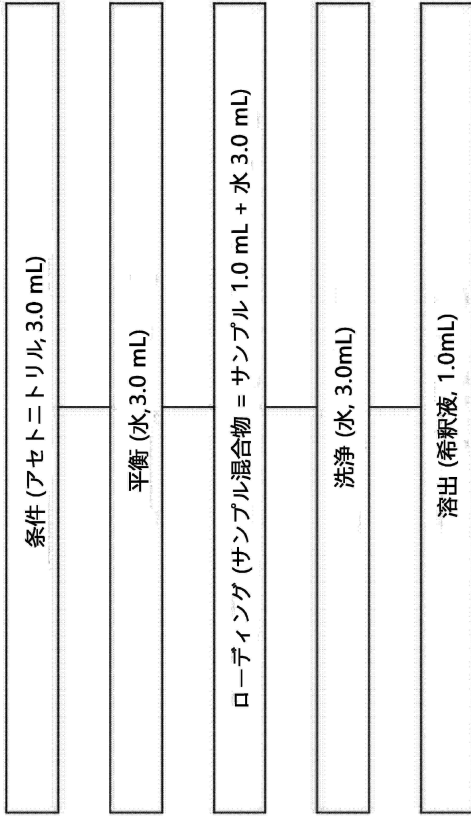 条件 (アセトニトリル, 3.0 mL)
平衡 (水,3.0 mL)
ローディング (サンプル混合物 = サンプル 1.0 mL + 水 3.0 mL)
洗浄 (水, 3.0mL)
溶出 (希釈液, 1.0mL)